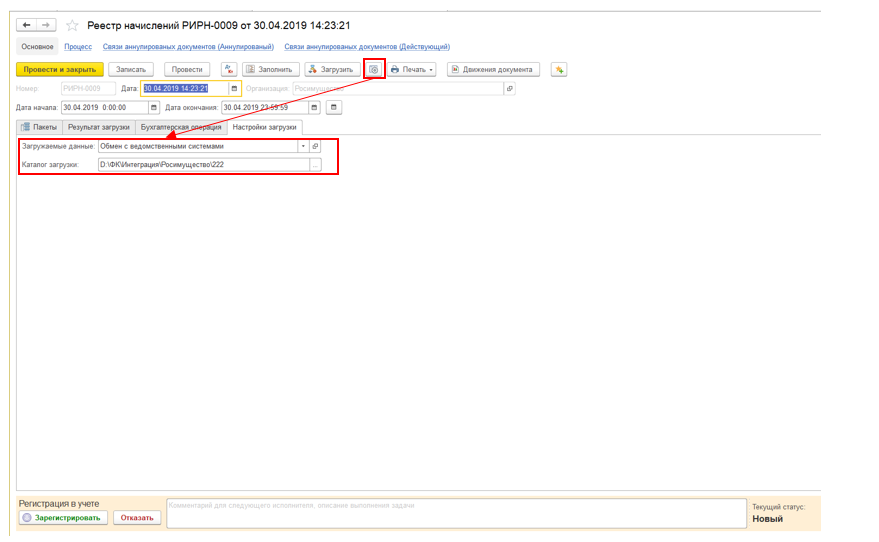 Реестр начислений РИРН-0009 от 30.04.2019 14:23:21
Основное Процесс Связи аннулированых документов (Аннулированый) Связи аннулированых документов (Действующий)
Провести и закрыть Записать Провести Дт Кт Заполнить Загрузить Печать Движения документа
Номер: РИРН-0009 Дата: 30.04.2019 14:23:21 Организация: Росимущество
Дата начала: 30.04.2019 0:00:00 Дата окончания: 30.04.2019 23:59:59
Пакеты Результат загрузки Бухгалтерская операция Настройки загрузки
Загружаемые данные: Обмен с ведомственными системами
Каталог загрузки: D:\ФК\Интеграция\Росимущество\222 ...
Регистрация в учете
Комментарий для следующего исполнителя, описание выполнения задачи
Текущий статус:
Зарегистрировать Отказать
Новый